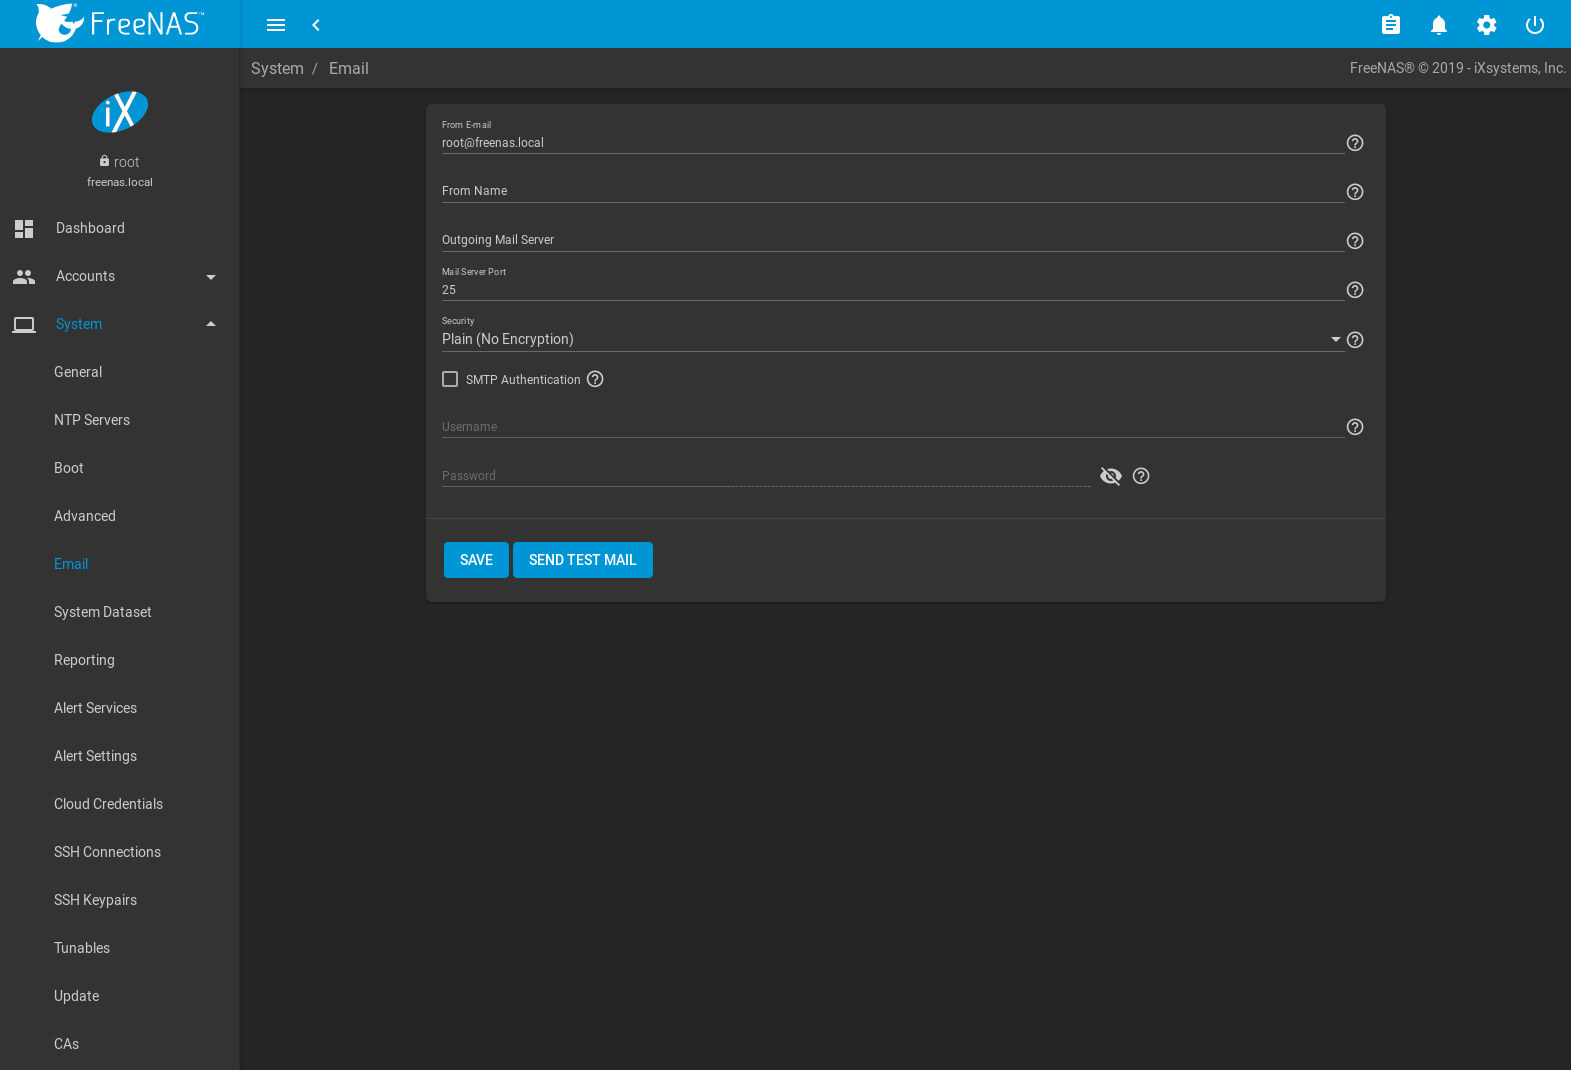 FreeNAS™
System / Email
FreeNAS® © 2019 - iXsystems, Inc.
iX
root
freenas.local
Dashboard
Accounts
System
General
NTP Servers
Boot
Advanced
Email
System Dataset
Reporting
Alert Services
Alert Settings
Cloud Credentials
SSH Connections
SSH Keypairs
Tunables
Update
CAs
From E-mail
root@freenas.local
From Name
Outgoing Mail Server
Mail Server Port
25
Security
Plain (No Encryption)
SMTP Authentication
Username
Password
SAVE
SEND TEST MAIL